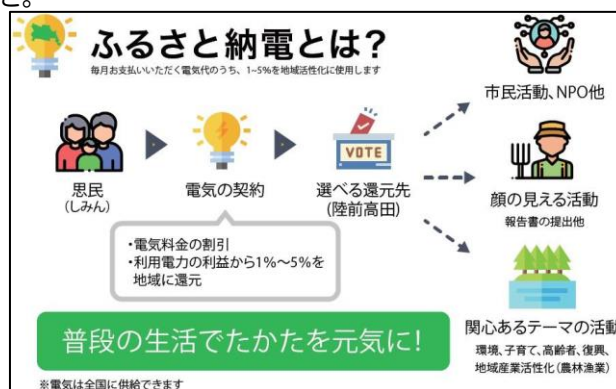 と。
ふるさと納電とは?
毎月お支払いいただく電気代のうち、1~5%を地域活性化に使用します
市民活動、NPO他
VOTE
思民
(しみん)
電気の契約
選べる還元先
(陸前高田)
顔の見える活動
報告書の提出他
・電気料金の割引
・利用電力の利益から1%~5%を
地域に還元
普段の生活でたかたを元気に!
関心あるテーマの活動
環境、子育て、高齢者、復興、
地域産業活性化(農林漁業)
※電気は全国に供給できます